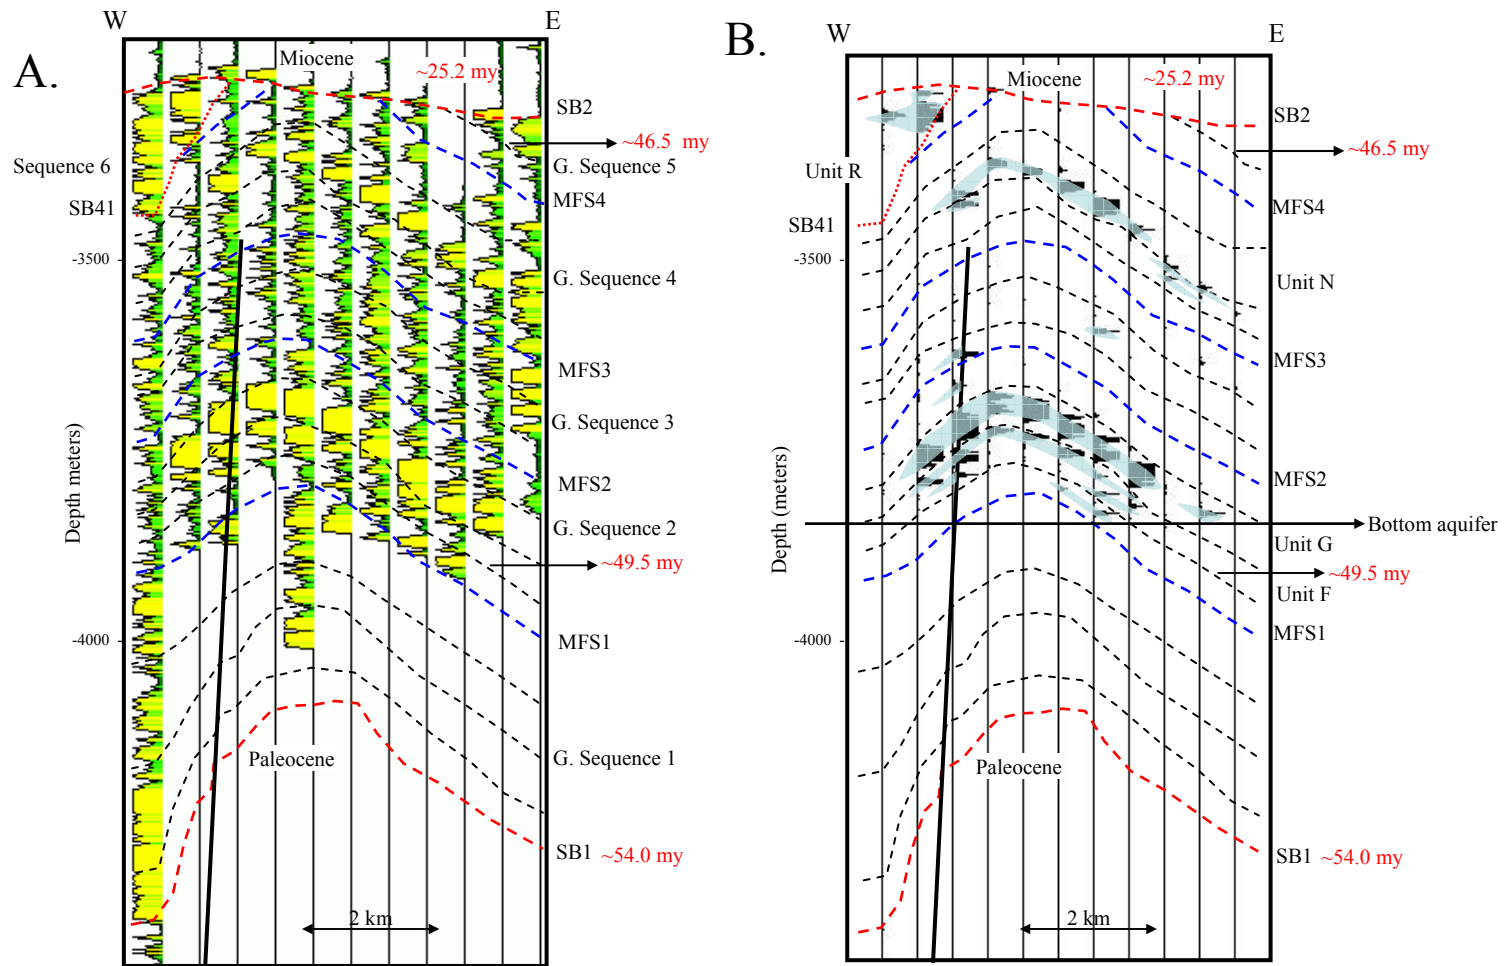 A.
W
E
Miocene
~25.2 my
SB2
~46.5 my
Sequence 6
G. Sequence 5
MFS4
SB41
-3500
G. Sequence 4
MFS3
G. Sequence 3
Depth meters)
MFS2
G. Sequence 2
~49.5 my
-4000
MFS1
Paleocene
G. Sequence 1
SB1 ~54.0 my
2 km
B.
W
E
Miocene
~25.2 my
SB2
~46.5 my
Unit R
MFS4
SB41
-3500
Unit N
MFS3
MFS2
Depth (meters)
Bottom aquifer
Unit G
~49.5 my
Unit F
-4000
MFS1
Paleocene
SB1 ~54.0 my
2 km